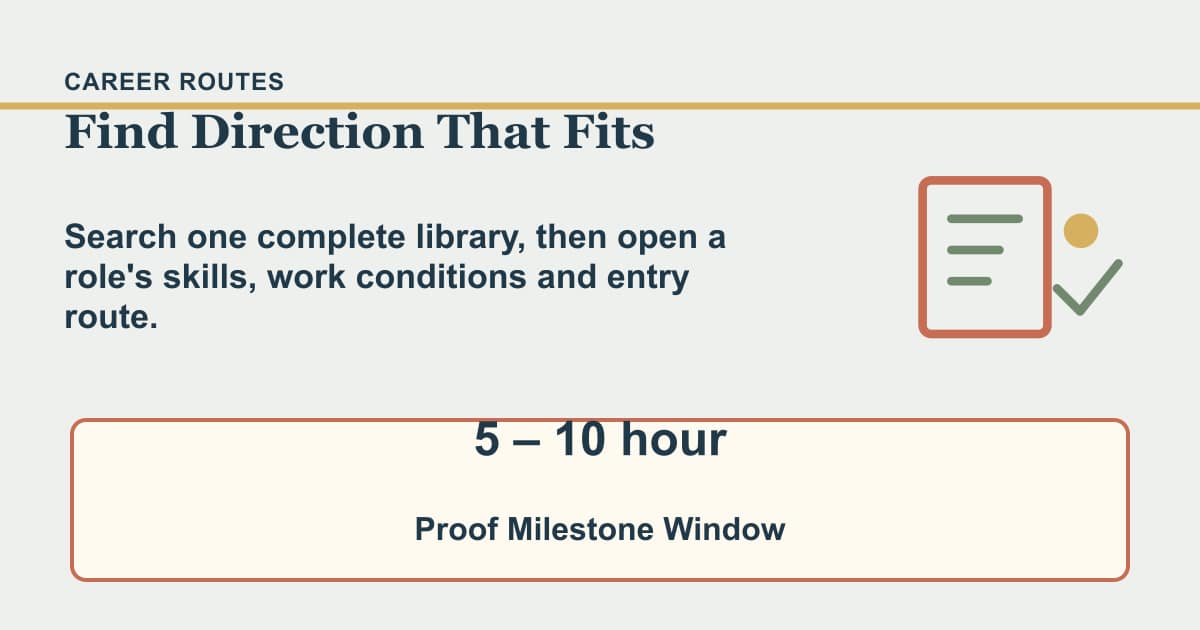 CAREER ROUTES
Find Direction That Fits
Search one complete library, then open a
role's skills, work conditions and entry
route.
5 – 10 hour
Proof Milestone Window